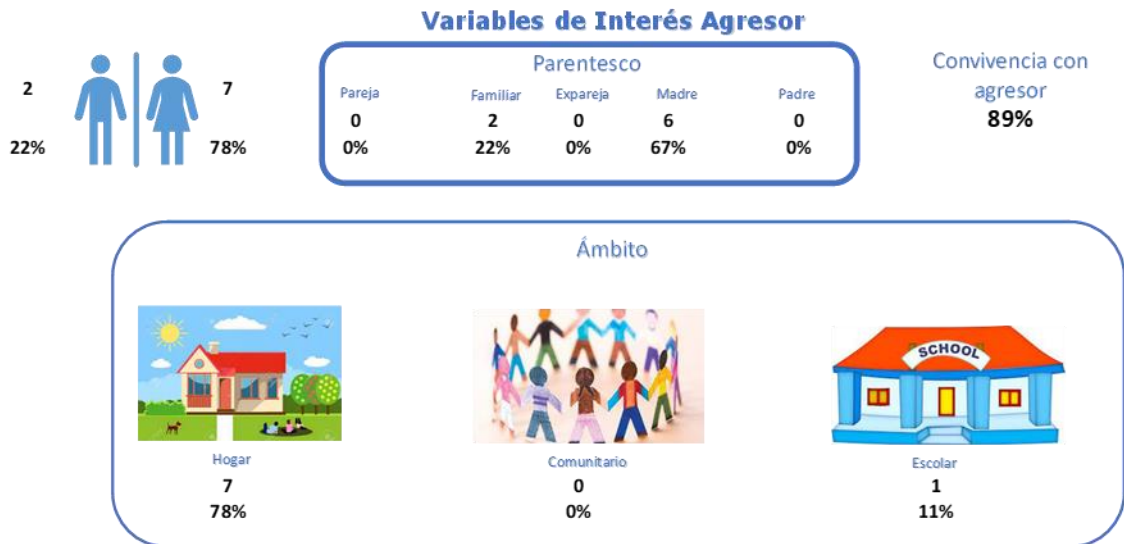 Variables de Interés Agresor
2
7
22%
78%
Parentesco
Pareja Familiar Expareja Madre Padre
0 2 0 6 0
0% 22% 0% 67% 0%
Convivencia con
agresor
89%
Ámbito
SCHOOL
Hogar Comunitario Escolar
7 0 1
78% 0% 11%